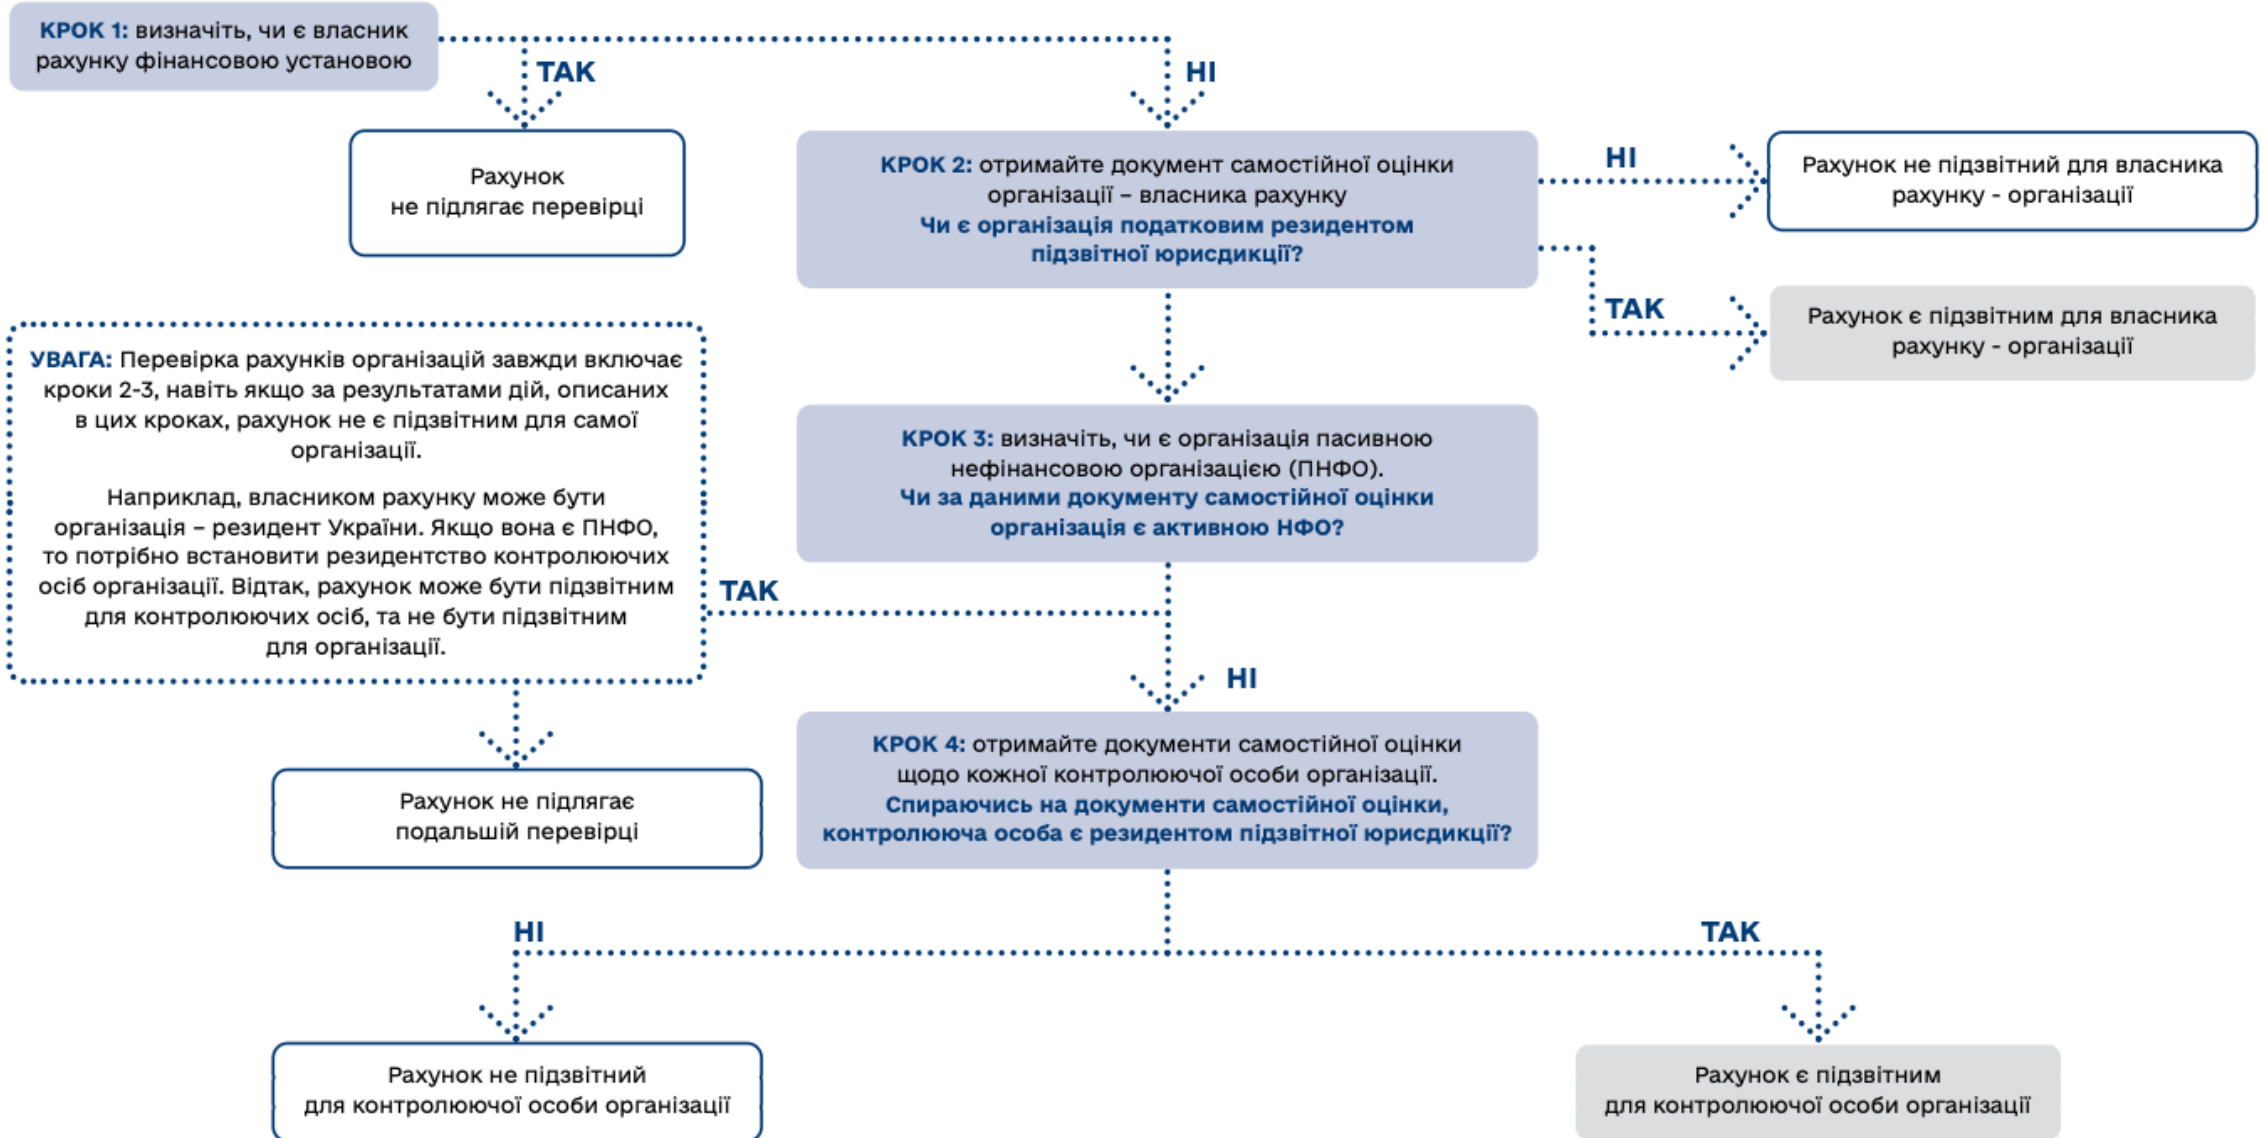 КРОК 1: визначіть, чи є власник
рахунку фінансовою установою
ТАК
НІ
Рахунок
не підлягає перевірці
КРОК 2: отримайте документ самостійної оцінки
організації – власника рахунку
Чи є організація податковим резидентом
підзвітної юрисдикції?
НІ
Рахунок не підзвітний для власника
рахунку - організації
ТАК
Рахунок є підзвітним для власника
рахунку - організації
УВАГА: Перевірка рахунків організацій завжди включає
кроки 2-3, навіть якщо за результатами дій, описаних
в цих кроках, рахунок не є підзвітним для самої
організації.
Наприклад, власником рахунку може бути
організація – резидент України. Якщо вона є ПНФО,
то потрібно встановити резидентство контролюючих
осіб організації. Відтак, рахунок може бути підзвітним
для контролюючих осіб, та не бути підзвітним
для організації.
КРОК 3: визначіть, чи є організація пасивною
нефінансовою організацією (ПНФО).
Чи за даними документу самостійної оцінки
організація є активною НФО?
ТАК
НІ
Рахунок не підлягає
подальшій перевірці
КРОК 4: отримайте документи самостійної оцінки
щодо кожної контролюючої особи організації.
Спираючись на документи самостійної оцінки,
контролююча особа є резидентом підзвітної юрисдикції?
НІ
ТАК
Рахунок не підзвітний
для контролюючої особи організації
Рахунок є підзвітним
для контролюючої особи організації